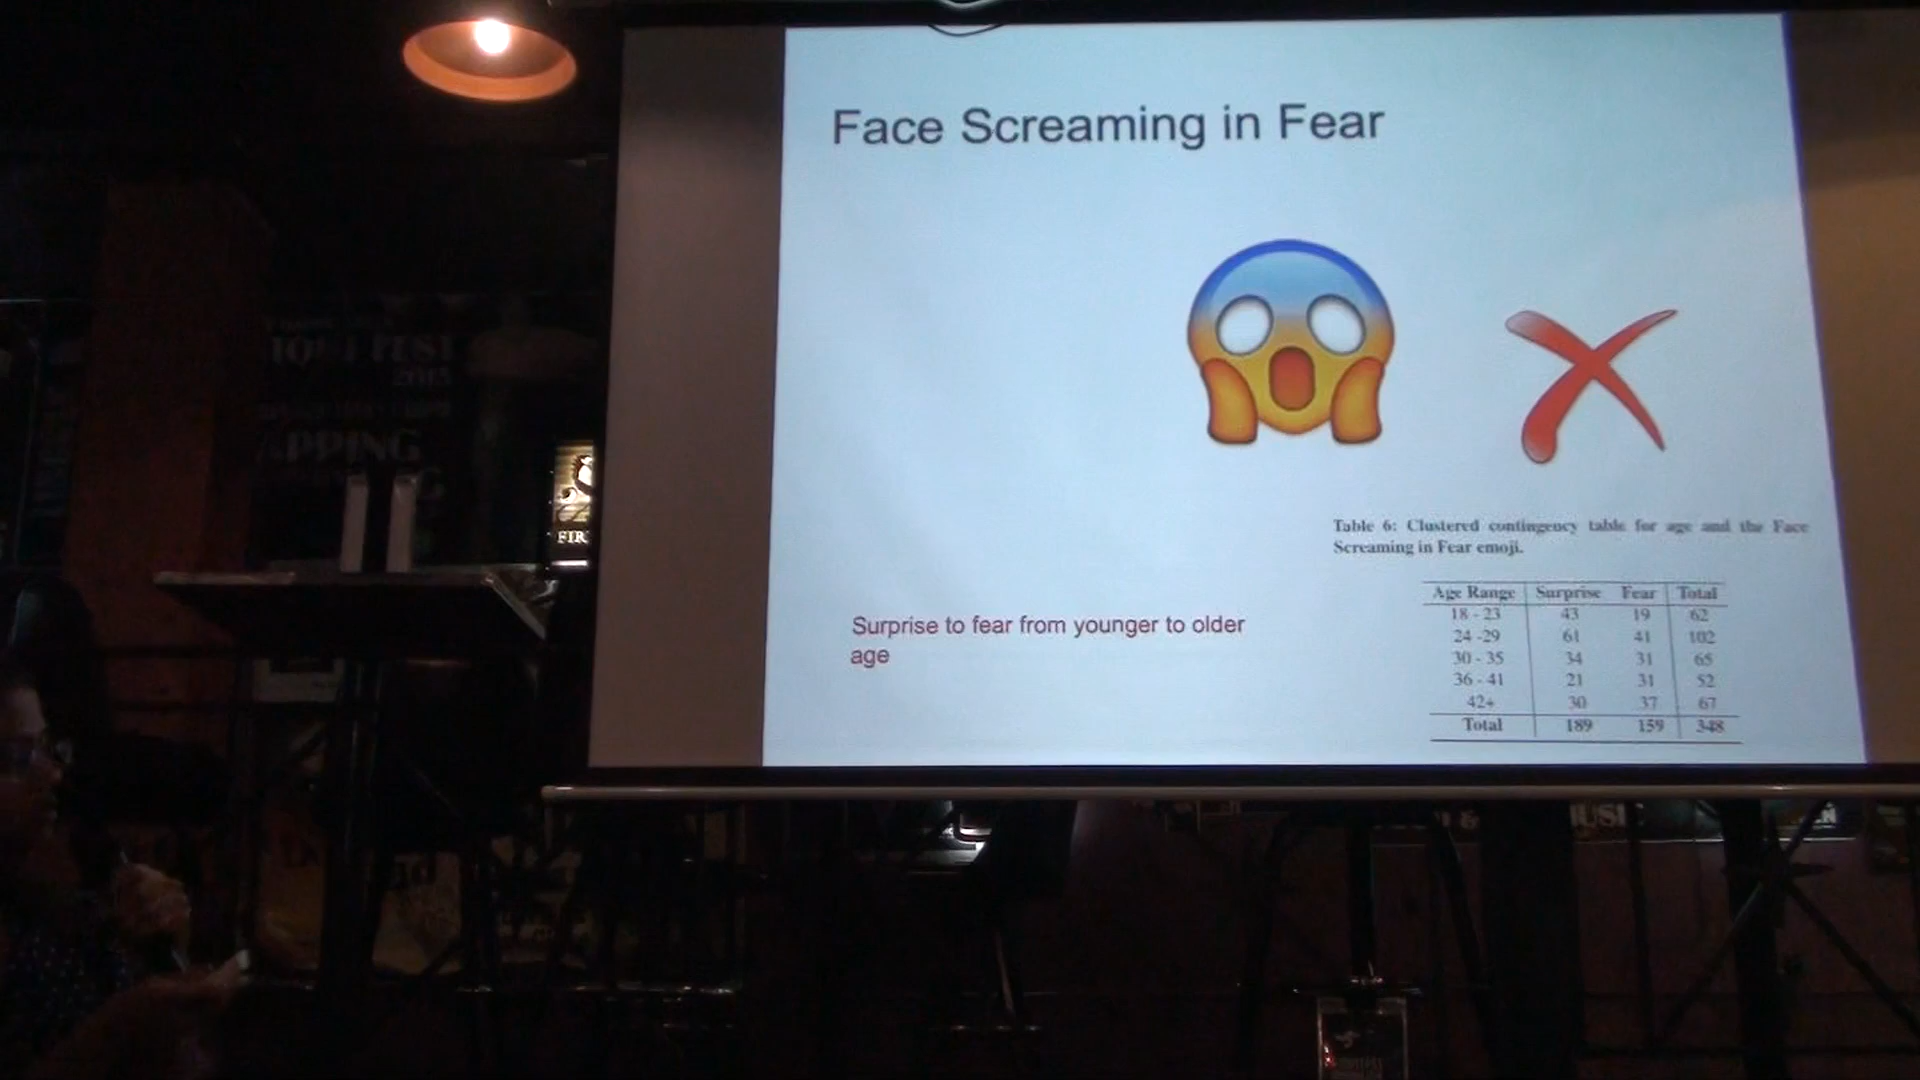 Face Screaming in Fear
Table 6: Clustered contingency table for age and the Face
Screaming in Fear emoji.
Age Range Surprise Fear Total
18 - 23 43 19 62
24 -29 61 41 102
30 - 35 34 31 65
36 - 41 21 31 52
42+ 30 37 67
Total 189 159 348
Surprise to fear from younger to older
age
FIR